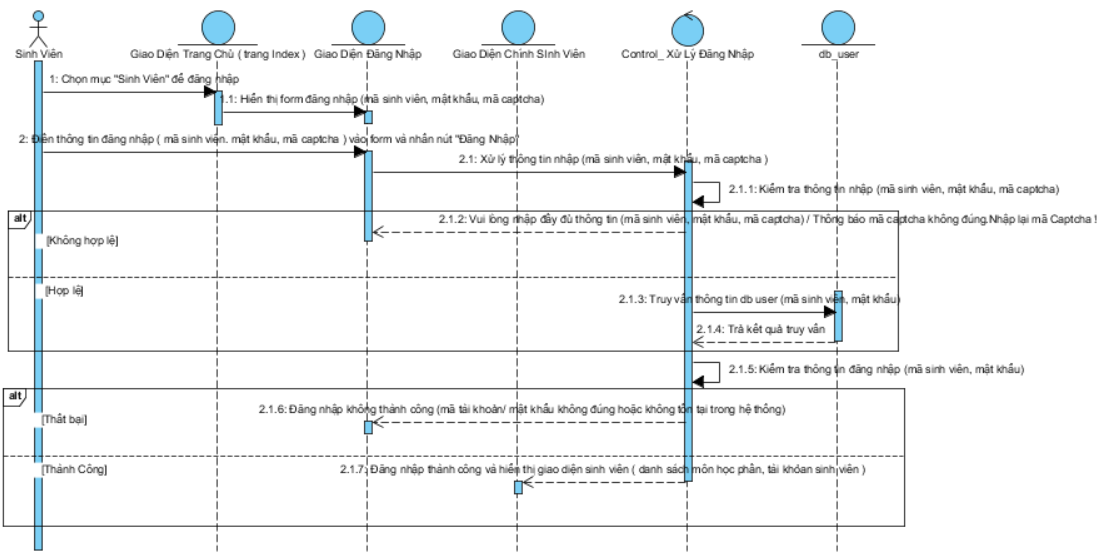 Sinh Viên
Giao Diện Trang Chủ ( trang Index )
Giao Diện Đăng Nhập
Giao Diện Chính SInh Viên
Control_ Xử Lý Đăng Nhập
db_user
1: Chọn mục "Sinh Viên" để đăng nhập
1.1: Hiển thị form đăng nhập (mã sinh viên, mật khẩu, mã captcha)
2: Điền thông tin đăng nhập ( mã sinh viên. mật khẩu, mã captcha ) vào form và nhấn nút "Đăng Nhập"
2.1: Xử lý thông tin nhập (mã sinh viên, mật khẩu, mã captcha )
2.1.1: Kiểm tra thông tin nhập (mã sinh viên, mật khẩu, mã captcha)
alt
2.1.2: Vui lòng nhập đầy đủ thông tin (mã sinh viên, mật khẩu, mã captcha) / Thông báo mã captcha không đúng.Nhập lại mã Captcha !
[Không hợp lệ]
[Hợp lệ]
2.1.3: Truy vấn thông tin db user (mã sinh viên, mật khẩu)
2.1.4: Trả kết quả truy vấn
2.1.5: Kiểm tra thông tin đăng nhập (mã sinh viên, mật khẩu)
alt
2.1.6: Đăng nhập không thành công (mã tài khoản/ mật khẩu không đúng hoặc không tồn tại trong hệ thống)
[Thất bại]
[Thành Công]
2.1.7: Đăng nhập thành công và hiển thị giao diện sinh viên ( danh sách môn học phần, tài khỏan sinh viên )